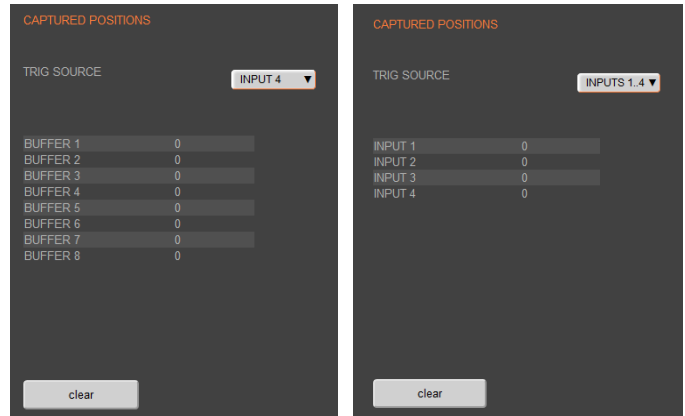 CAPTURED POSITIONS
TRIG SOURCE INPUT 4
BUFFER 1 0
BUFFER 2 0
BUFFER 3 0
BUFFER 4 0
BUFFER 5 0
BUFFER 6 0
BUFFER 7 0
BUFFER 8 0
clear
CAPTURED POSITIONS
TRIG SOURCE INPUTS 1..4
INPUT 1 0
INPUT 2 0
INPUT 3 0
INPUT 4 0
clear